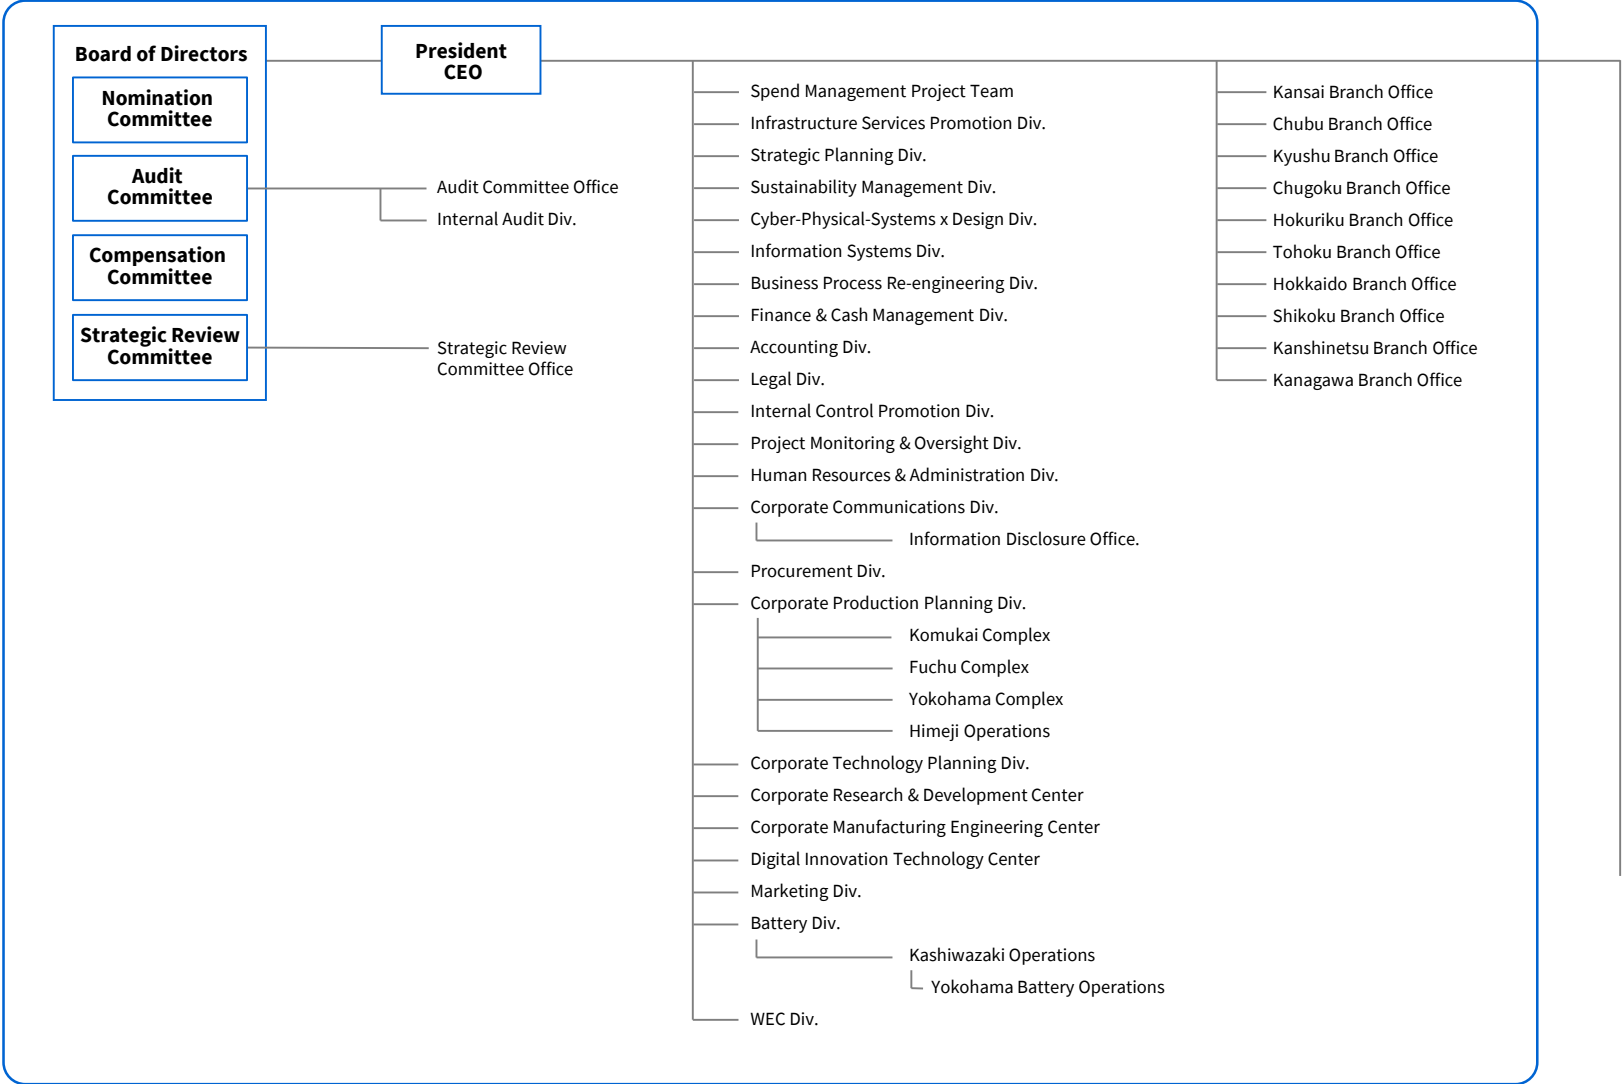 Board of Directors
Nomination
Committee
Audit
Committee
Compensation
Committee
Strategic Review
Committee
President
CEO
Audit Committee Office
Internal Audit Div.
Strategic Review
Committee Office
Spend Management Project Team
Infrastructure Services Promotion Div.
Strategic Planning Div.
Sustainability Management Div.
Cyber-Physical-Systems x Design Div.
Information Systems Div.
Business Process Re-engineering Div.
Finance & Cash Management Div.
Accounting Div.
Legal Div.
Internal Control Promotion Div.
Project Monitoring & Oversight Div.
Human Resources & Administration Div.
Corporate Communications Div.
Information Disclosure Office.
Procurement Div.
Corporate Production Planning Div.
Komukai Complex
Fuchu Complex
Yokohama Complex
Himeji Operations
Corporate Technology Planning Div.
Corporate Research & Development Center
Corporate Manufacturing Engineering Center
Digital Innovation Technology Center
Marketing Div.
Battery Div.
Kashiwazaki Operations
Yokohama Battery Operations
WEC Div.
Kansai Branch Office
Chubu Branch Office
Kyushu Branch Office
Chugoku Branch Office
Hokuriku Branch Office
Tohoku Branch Office
Hokkaido Branch Office
Shikoku Branch Office
Kanshinetsu Branch Office
Kanagawa Branch Office